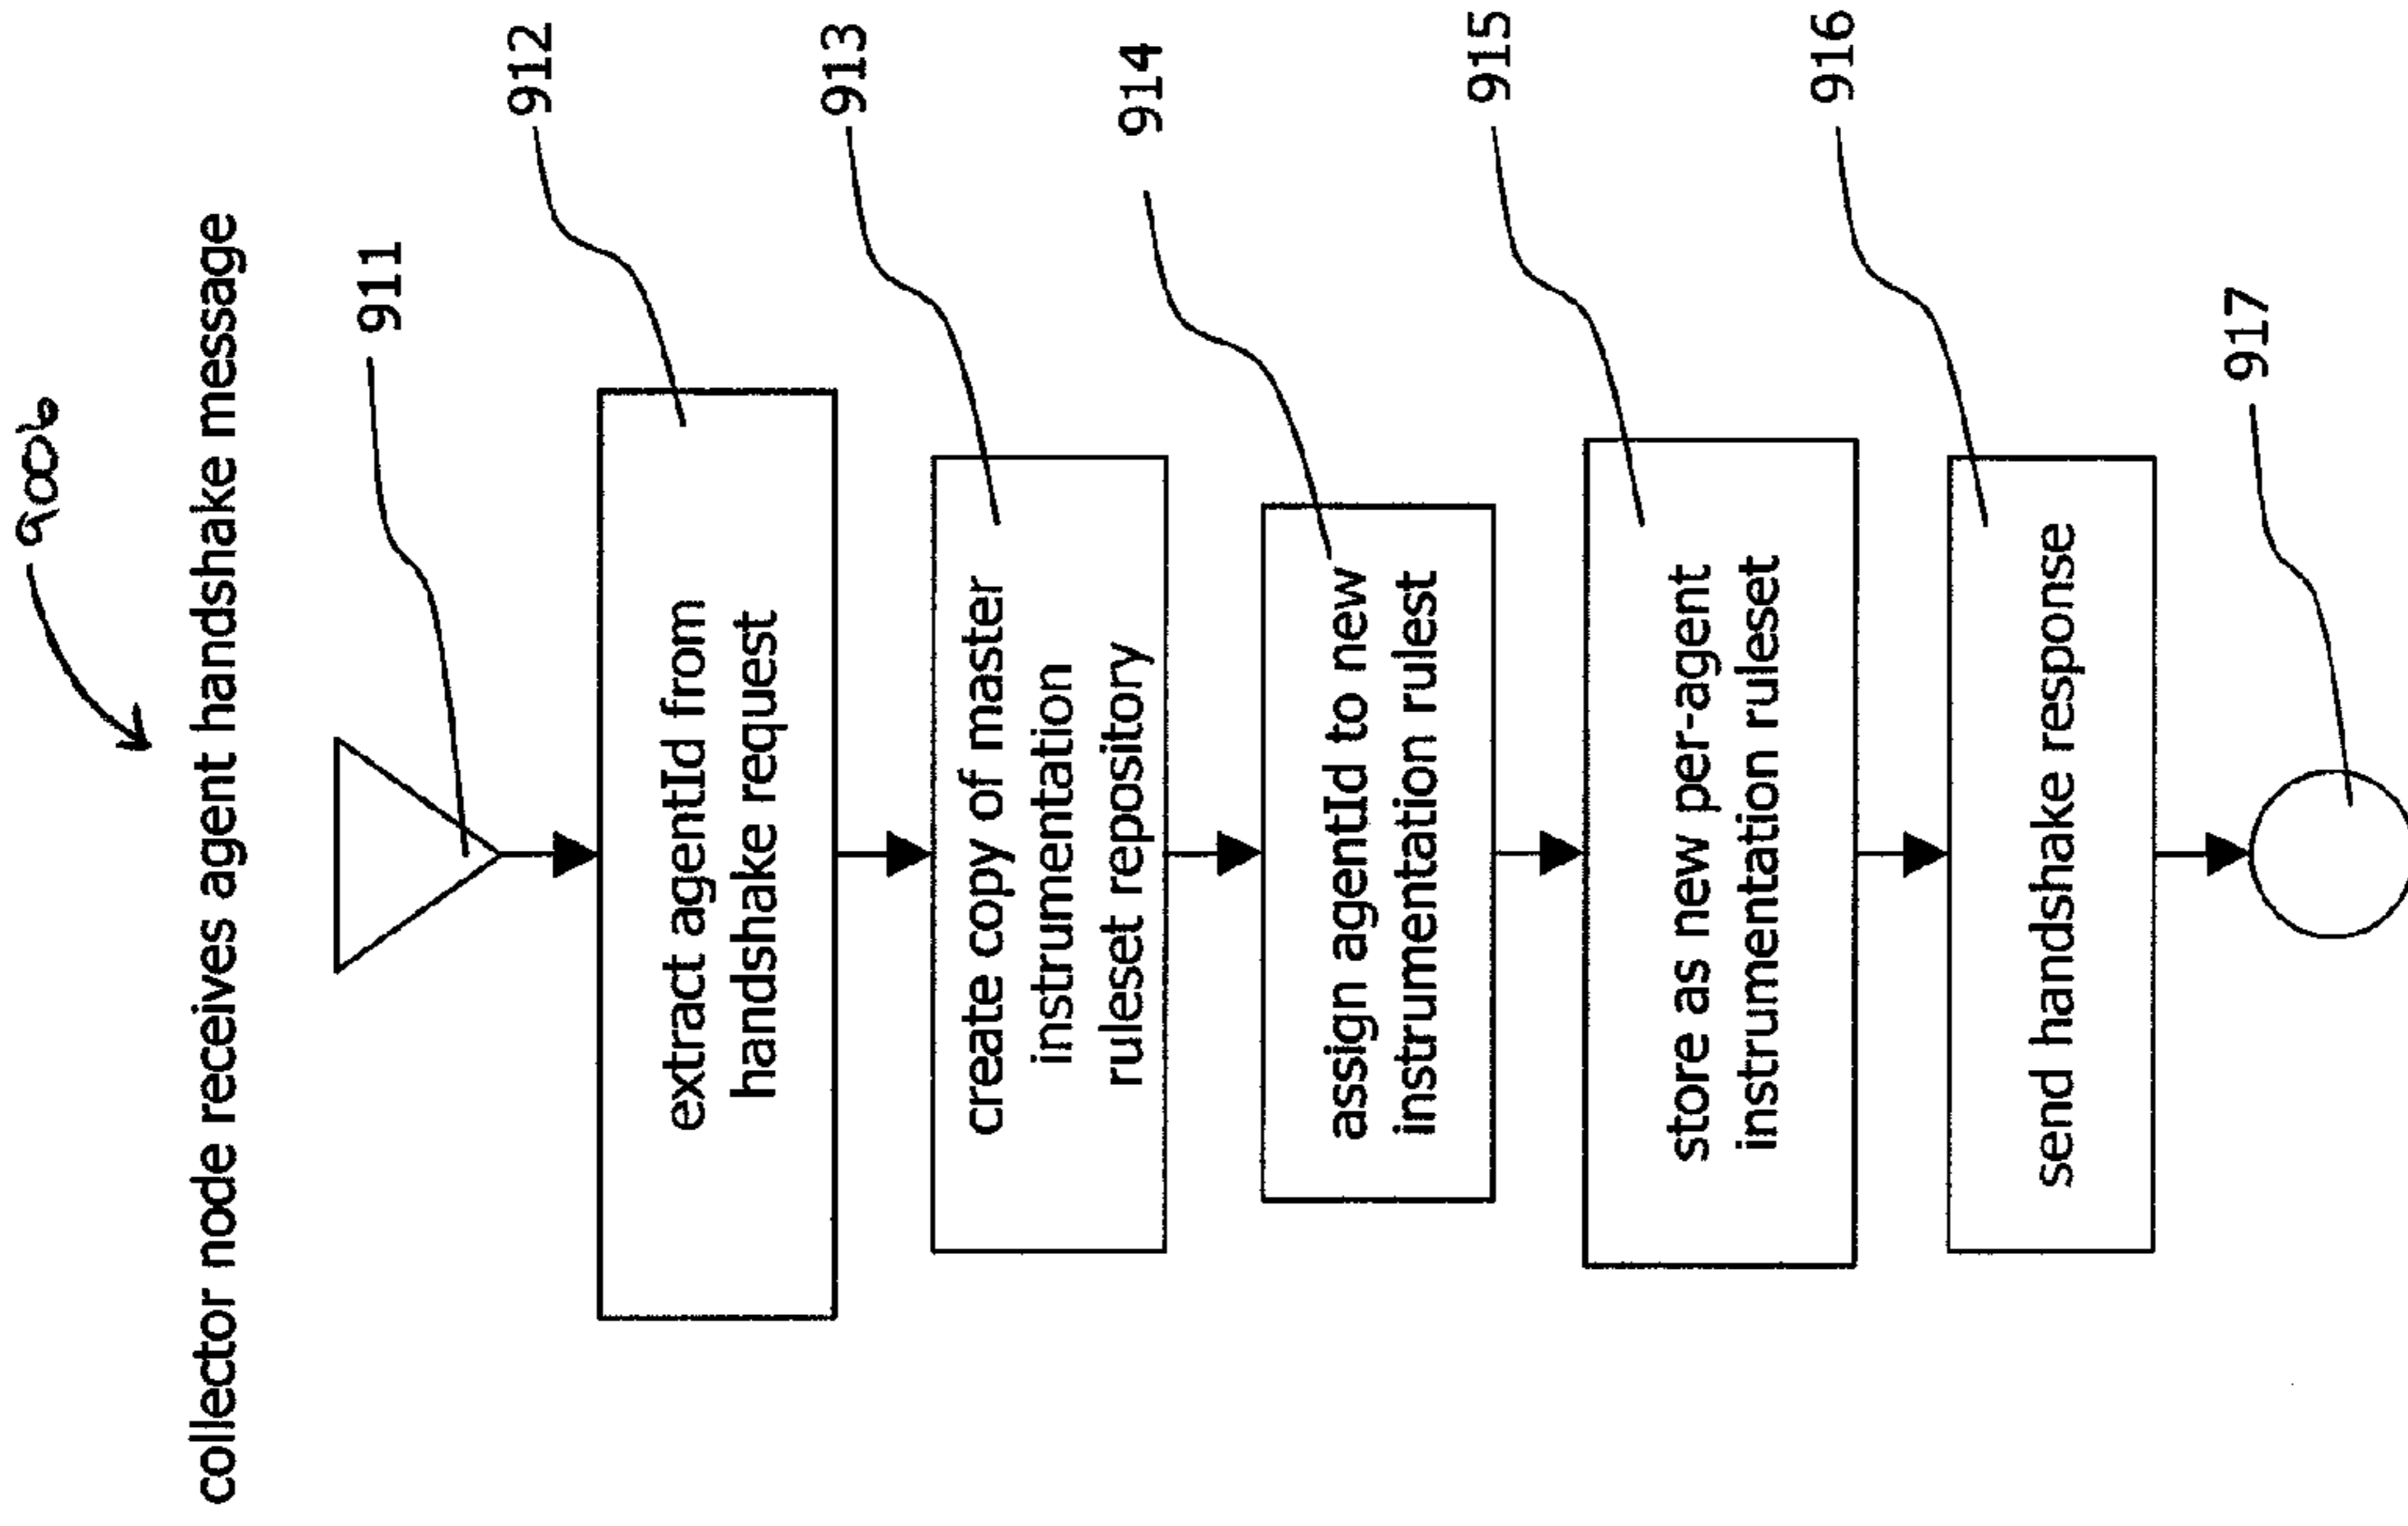 900b
collector node receives agent handshake message
911
912
extract agentId from
handshake request
913
create copy of master
instrumentation
ruleset repository
914
assign agentId to new
instrumentation rulest
915
store as new per-agent
instrumentation ruleset
916
send handshake response
917